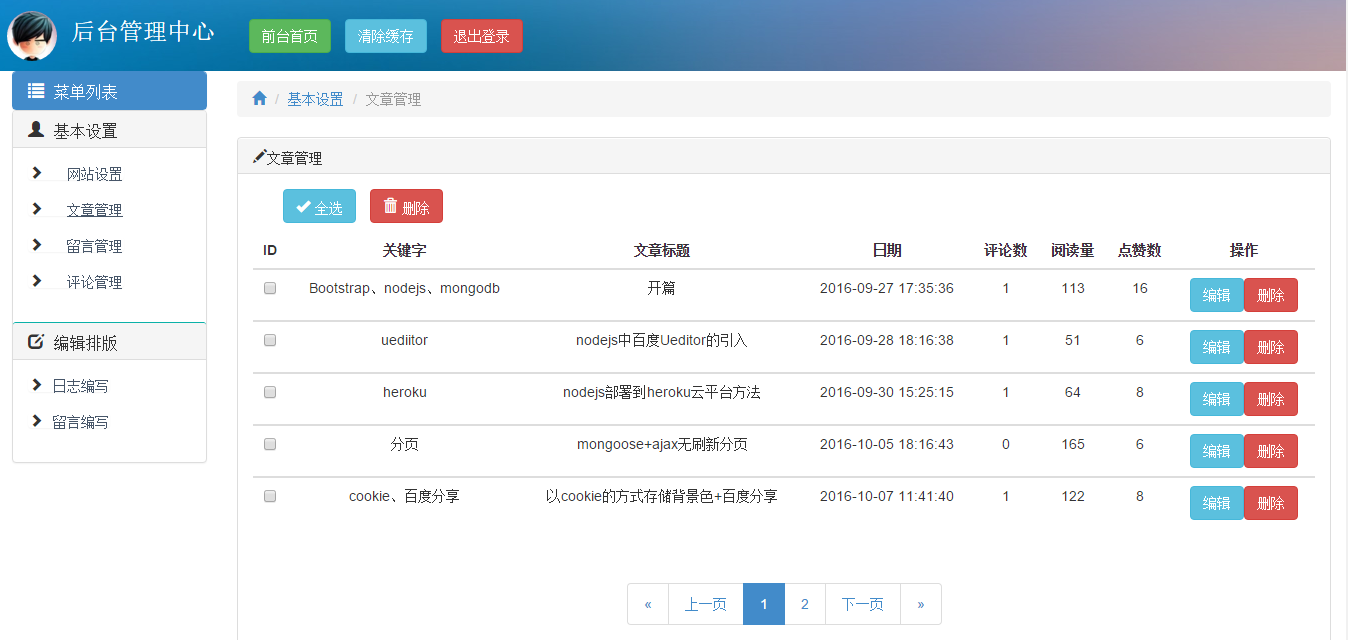 后台管理中心 前台首页 清除缓存 退出登录
菜单列表
基本设置
网站设置
文章管理
留言管理
评论管理
编辑排版
日志编写
留言编写
/ 基本设置 / 文章管理
文章管理
全选 删除
ID 关键字 文章标题 日期 评论数 阅读量 点赞数 操作
Bootstrap、nodejs、mongodb 开篇 2016-09-27 17:35:36 1 113 16 编辑 删除
uediitor nodejs中百度Ueditor的引入 2016-09-28 18:16:38 1 51 6 编辑 删除
heroku nodejs部署到heroku云平台方法 2016-09-30 15:25:15 1 64 8 编辑 删除
分页 mongoose+ajax无刷新分页 2016-10-05 18:16:43 0 165 6 编辑 删除
cookie、百度分享 以cookie的方式存储背景色+百度分享 2016-10-07 11:41:40 1 122 8 编辑 删除
« 上一页 1 2 下一页 »